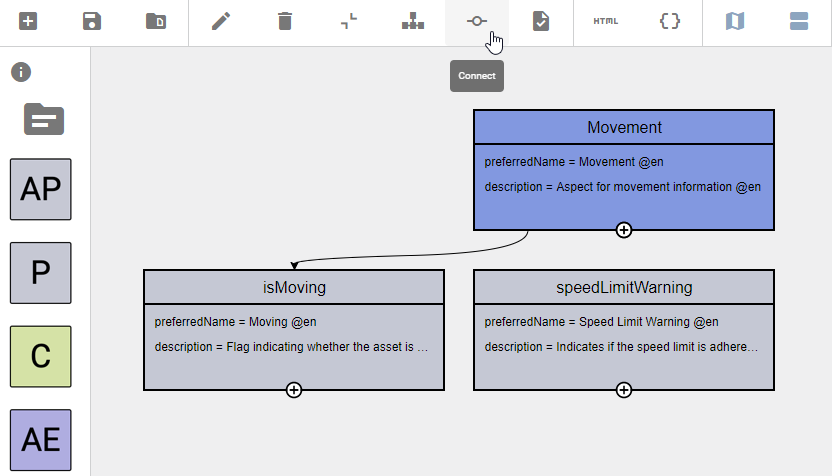 HTML
Connect
Movement
preferredName = Movement @en
description = Aspect for movement information @en
AP
P
C
AE
isMoving
preferredName = Moving @en
description = Flag indicating whether the asset is ...
speedLimitWarning
preferredName = Speed Limit Warning @en
description = Indicates if the speed limit is adhere...